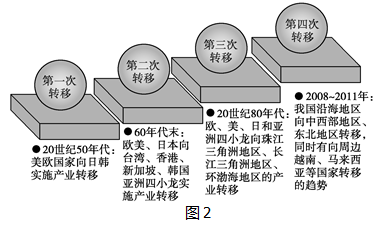 第一次
转移
第二次
转移
第三次
转移
第四次
转移
●20世纪50年代:
美欧国家向日韩
实施产业转移
●60年代末:
欧美、日本向
台湾、香港、
新加坡、韩国
亚洲四小龙实
施产业转移
●20世纪80年代:
欧、美、日和亚洲
四小龙向珠江
三角洲地区、长
江三角洲地区、
环渤海地区的产
业转移
●2008~2011年:
我国沿海地区
向中西部地区、
东北地区转移,
同时有向周边
越南、马来西
亚等国家转移
的趋势
图2